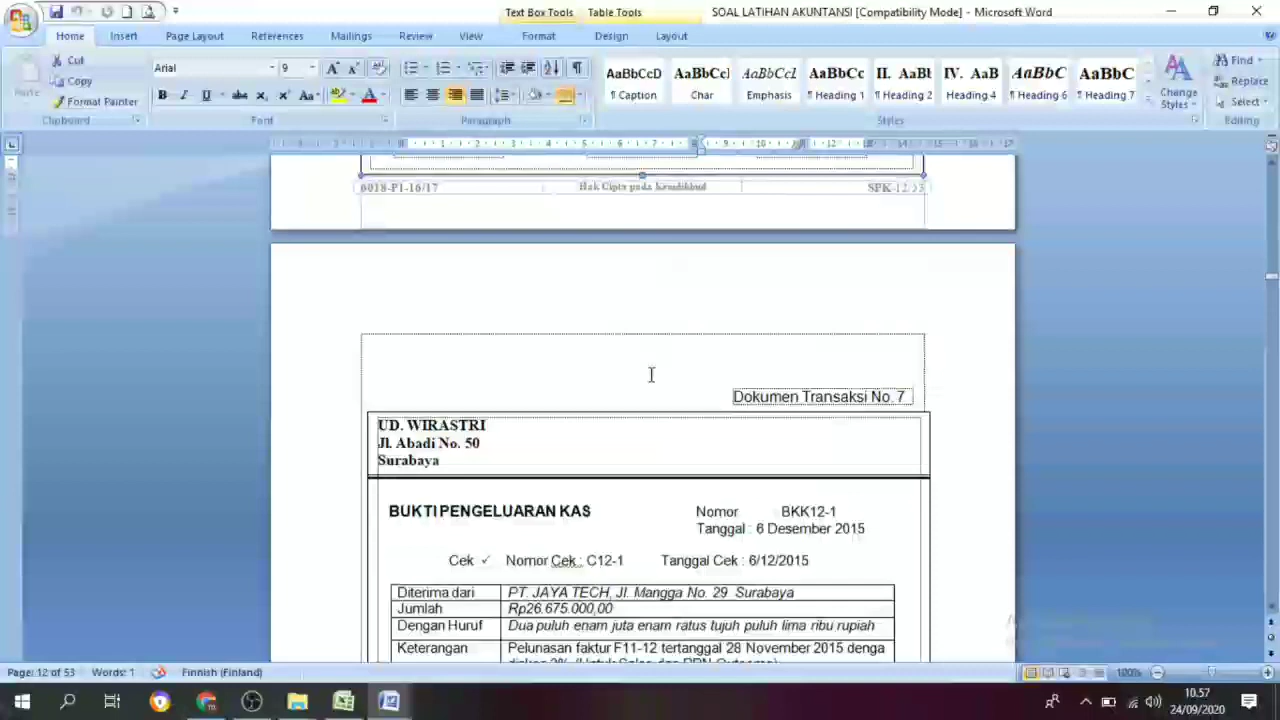 Text Box Tools Table Tools SOAL LATIHAN AKUNTANSI [Compatibility Mode] - Microsoft Word
Home Insert Page Layout References Mailings Review View Format Design Layout
Cut
Copy
Format Painter
Paste
Clipboard
Arial 9
Font
Paragraph
AaBbCcD AaBbCcI AaBbCcL AaBbCc II. AaBl IV. AaB AaBbC AaBbC
¶ Caption Char Emphasis ¶ Heading 1 ¶ Heading 2 ¶ Heading 4 ¶ Heading 6 ¶ Heading 7
Change Styles
Styles
Find
Replace
Select
Editing
6018-P1-16/17 Hak Cipta pada Kemdikbud SPK-12/33
Dokumen Transaksi No. 7
UD. WIRASTRI
Jl. Abadi No. 50
Surabaya
BUKTI PENGELUARAN KAS Nomor : BKK12-1
Tanggal : 6 Desember 2015
Cek ✓ Nomor Cek : C12-1 Tanggal Cek : 6/12/2015
Diterima dari PT. JAYA TECH, Jl. Mangga No. 29 Surabaya
Jumlah Rp26.675.000,00
Dengan Huruf Dua puluh enam juta enam ratus tujuh puluh lima ribu rupiah
Keterangan Pelunasan faktur F11-12 tertanggal 28 November 2015 denga
Page: 12 of 53 Words: 1 Finnish (Finland) 100%
10.57
24/09/2020